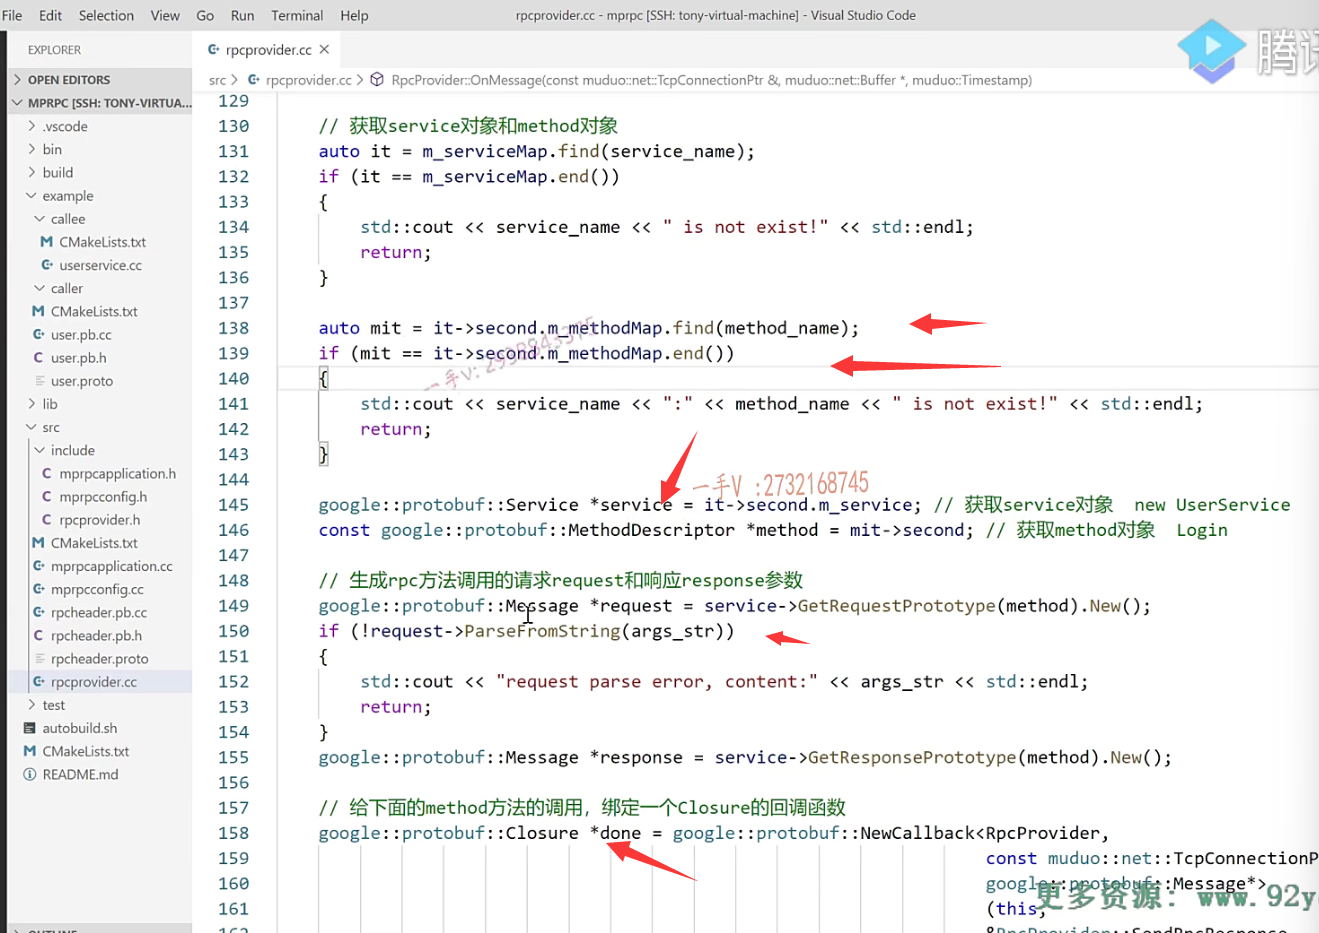 File Edit Selection View Go Run Terminal Help
rpcprovider.cc - mprpc [SSH: tony-virtual-machine] - Visual Studio Code
腾讯
EXPLORER
OPEN EDITORS
MPRPC [SSH: TONY-VIRTUA...
.vscode
bin
build
example
callee
CMakeLists.txt
userservice.cc
caller
CMakeLists.txt
user.pb.cc
user.pb.h
user.proto
lib
src
include
mprpcapplication.h
mprpcconfig.h
rpcprovider.h
CMakeLists.txt
mprpcapplication.cc
mprpcconfig.cc
rpcheader.pb.cc
rpcheader.pb.h
rpcheader.proto
rpcprovider.cc
test
autobuild.sh
CMakeLists.txt
README.md
OUTLINE
rpcprovider.cc
src > rpcprovider.cc > RpcProvider::OnMessage(const muduo::net::TcpConnectionPtr &, muduo::net::Buffer *, muduo::Timestamp)
129
130 // 获取service对象和method对象
131 auto it = m_serviceMap.find(service_name);
132 if (it == m_serviceMap.end())
133 {
134 std::cout << service_name << " is not exist!" << std::endl;
135 return;
136 }
137
138 auto mit = it->second.m_methodMap.find(method_name);
139 if (mit == it->second.m_methodMap.end())
140 {
141 std::cout << service_name << ":" << method_name << " is not exist!" << std::endl;
142 return;
143 }
144
一手V :2732168745
145 google::protobuf::Service *service = it->second.m_service; // 获取service对象 new UserService
146 const google::protobuf::MethodDescriptor *method = mit->second; // 获取method对象 Login
147
148 // 生成rpc方法调用的请求request和响应response参数
149 google::protobuf::Message *request = service->GetRequestPrototype(method).New();
150 if (!request->ParseFromString(args_str))
151 {
152 std::cout << "request parse error, content:" << args_str << std::endl;
153 return;
154 }
155 google::protobuf::Message *response = service->GetResponsePrototype(method).New();
156
157 // 给下面的method方法的调用，绑定一个Closure的回调函数
158 google::protobuf::Closure *done = google::protobuf::NewCallback<RpcProvider,
159 const muduo::net::TcpConnectionP
160 google::protobuf::Message*>
161 (this,
162 &RpcProvider::SendRpcResponse
更多资源: www.92y